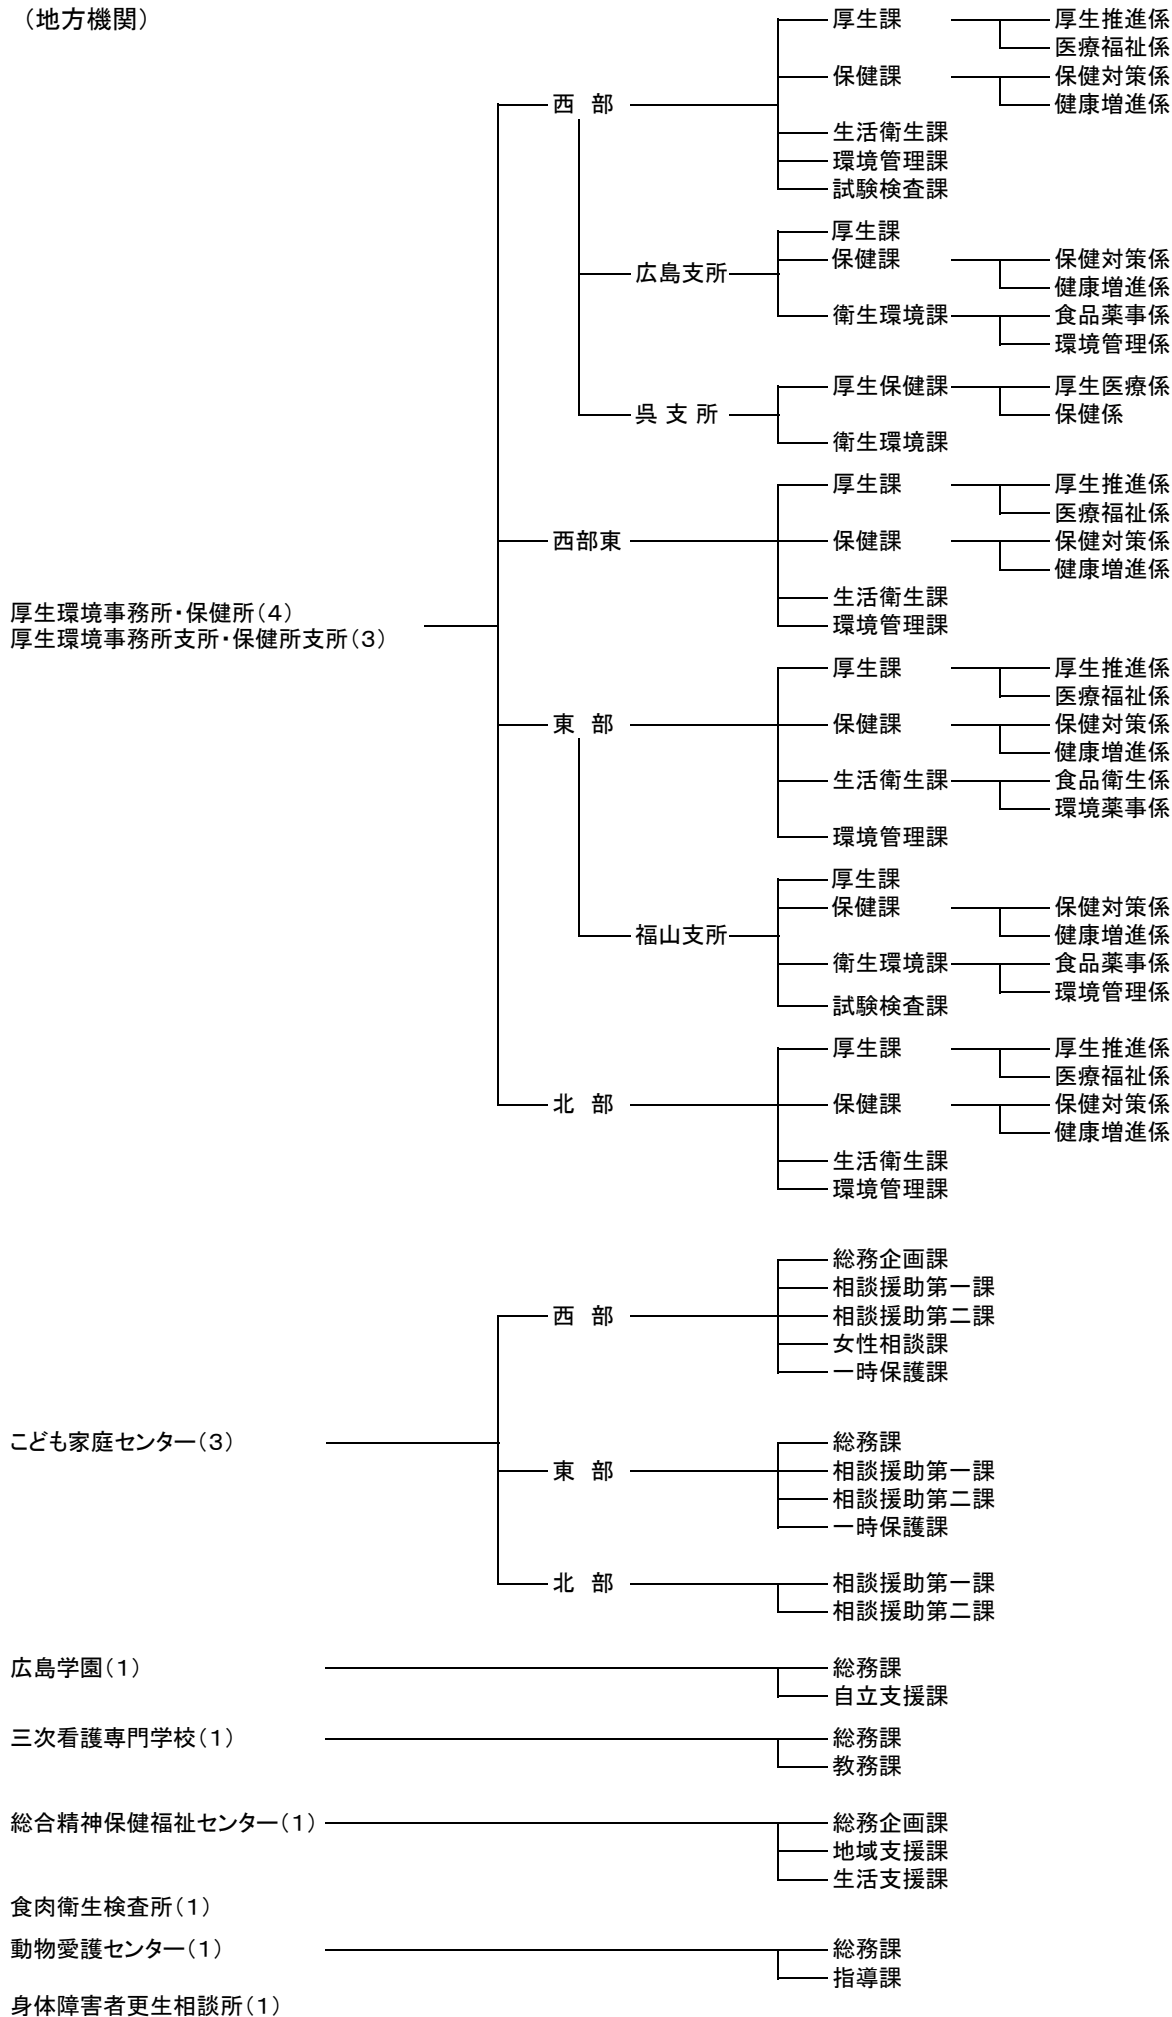 （地方機関）
厚生課 厚生推進係
医療福祉係
保健課 保健対策係
西 部 健康増進係
生活衛生課
環境管理課
試験検査課
厚生課
保健課 保健対策係
広島支所
健康増進係
衛生環境課 食品薬事係
環境管理係
厚生保健課 厚生医療係
呉 支 所 保健係
衛生環境課
厚生課 厚生推進係
医療福祉係
西部東 保健課 保健対策係
健康増進係
生活衛生課
厚生環境事務所・保健所（4）
環境管理課
厚生環境事務所支所・保健所支所（3）
厚生課 厚生推進係
医療福祉係
東 部 保健課 保健対策係
健康増進係
生活衛生課 食品衛生係
環境薬事係
環境管理課
厚生課
保健課 保健対策係
福山支所 健康増進係
衛生環境課 食品薬事係
環境管理係
試験検査課
厚生課 厚生推進係
医療福祉係
北 部 保健課 保健対策係
健康増進係
生活衛生課
環境管理課
総務企画課
相談援助第一課
西 部 相談援助第二課
女性相談課
一時保護課
こども家庭センター（3） 総務課
東 部 相談援助第一課
相談援助第二課
一時保護課
北 部 相談援助第一課
相談援助第二課
広島学園（1） 総務課
自立支援課
三次看護専門学校（1） 総務課
教務課
総合精神保健福祉センター（1） 総務企画課
地域支援課
生活支援課
食肉衛生検査所（1）
動物愛護センター（1） 総務課
指導課
身体障害者更生相談所（1）